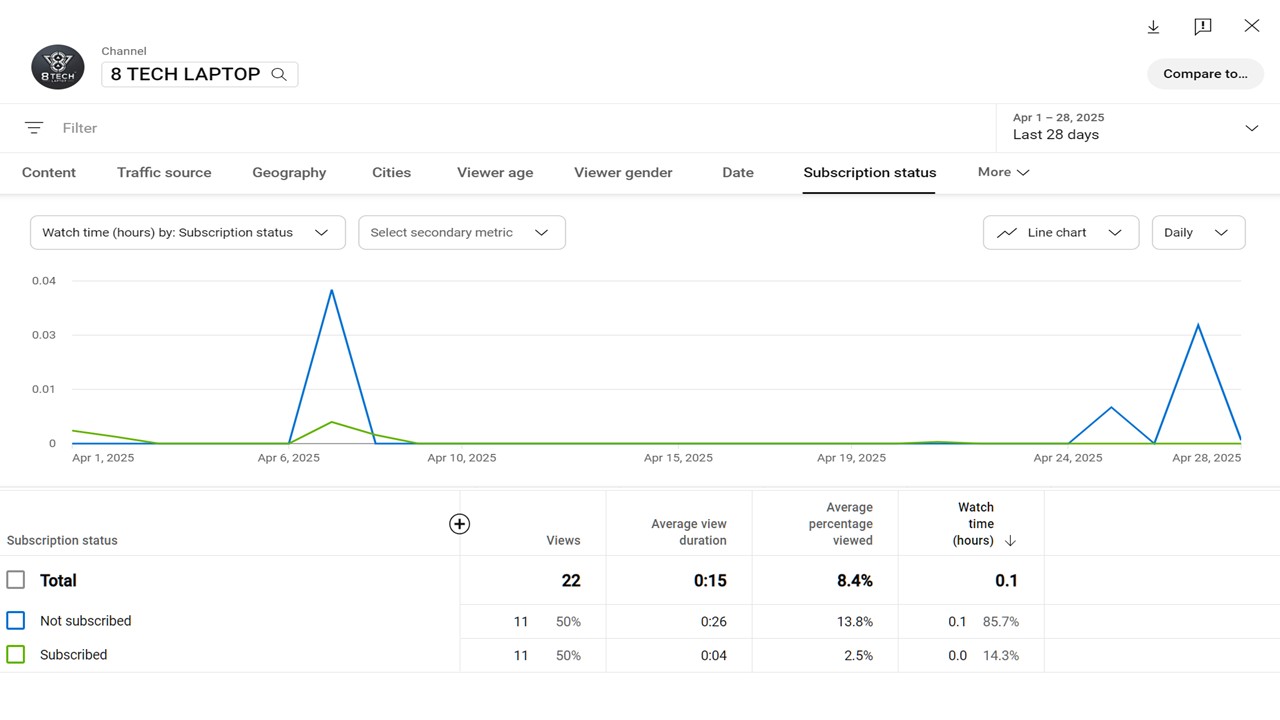 Channel
8 TECH
8 TECH LAPTOP
Compare to...
Filter
Apr 1 – 28, 2025
Last 28 days
Content Traffic source Geography Cities Viewer age Viewer gender Date Subscription status More
Watch time (hours) by: Subscription status Select secondary metric Line chart Daily
0.04
0.03
0.01
0
Apr 1, 2025 Apr 6, 2025 Apr 10, 2025 Apr 15, 2025 Apr 19, 2025 Apr 24, 2025 Apr 28, 2025
Subscription status
Views
Average view
duration
Average
percentage
viewed
Watch
time
(hours)
Total 22 0:15 8.4% 0.1
Not subscribed 11 50% 0:26 13.8% 0.1 85.7%
Subscribed 11 50% 0:04 2.5% 0.0 14.3%